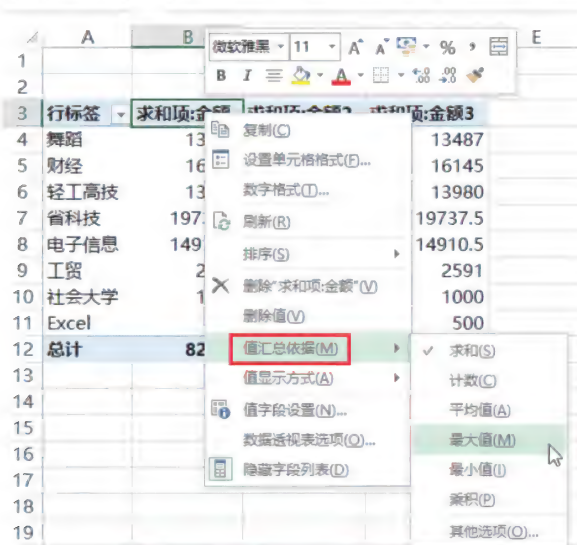 A B E
微软雅黑 11 A A % ,
B I A
1
2
3 行标签 求和项:金额 求和项:金额2 求和项:金额3
4 舞蹈 13 13487
5 财经 16 16145
6 轻工高技 13 13980
7 省科技 197 19737.5
8 电子信息 149 14910.5
9 工贸 2 2591
10 社会大学 1 1000
11 Excel 500
12 总计 82
13
14
15
16
17
18
19
复制(C)
设置单元格格式(F)...
数字格式(T)...
刷新(R)
排序(S)
删除"求和项:金额"(V)
删除值(V)
值汇总依据(M)
值显示方式(A)
值字段设置(N)...
数据透视表选项(O)...
隐藏字段列表(D)
求和(S)
计数(C)
平均值(A)
最大值(M)
最小值(I)
乘积(P)
其他选项(O)...